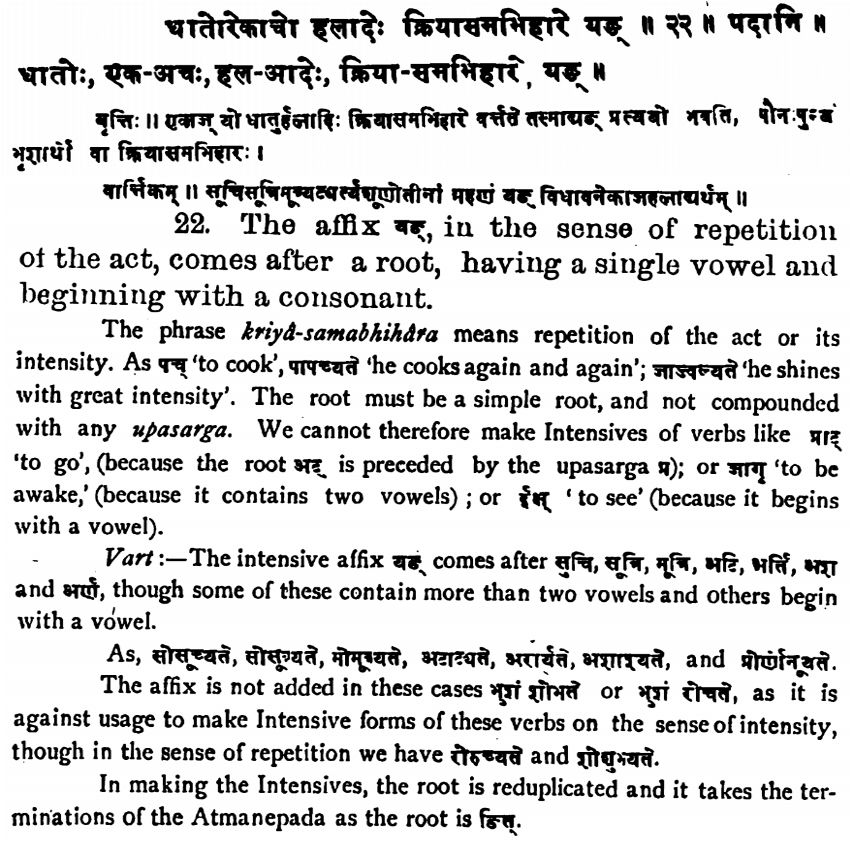 धातोरेकाचो हलादेः क्रियासमभिहारे यङ् ॥ २२ ॥ पदानि ॥
धातोः, एक-अचः, हल-आदेः, क्रिया-समभिहारे, यङ् ॥
वृत्तिः ॥ एकाज् यो धातुर्हलादिः क्रियासमभिहारे वर्त्तते तस्माद्यङ् प्रत्ययो भवति, पौनःपुन्यं
भृशार्थो वा क्रियासमभिहारः ।
वार्त्तिकम् ॥ सूचिसूत्रिमूत्र्यट्यर्त्यशूर्णोतीनां ग्रहणं यङ् विधावनेकाजहलाद्यर्थम् ॥
22. The affix यङ्, in the sense of repetition
of the act, comes after a root, having a single vowel and
beginning with a consonant.
The phrase kriyâ-samabhihâra means repetition of the act or its
intensity. As पच् 'to cook', पापच्यते 'he cooks again and again'; जाज्वल्यते 'he shines
with great intensity'. The root must be a simple root, and not compounded
with any upasarga. We cannot therefore make Intensives of verbs like प्राट्
'to go', (because the root अट् is preceded by the upasarga प्र); or जागृ 'to be
awake,' (because it contains two vowels) ; or ईक्ष् 'to see' (because it begins
with a vowel).
Vart :—The intensive affix यङ् comes after सुचि, सूत्रि, मूत्रि, अटि, अर्त्ति, अश
and अर्ण, though some of these contain more than two vowels and others begin
with a vowel.
As, सोसूच्यते, सोसूत्र्यते, मोमूत्र्यते, अटाट्यते, अरार्यते, अशाश्यते, and प्रोर्णोनूयते.
The affix is not added in these cases भृशं शोभते or भृशं रोचते, as it is
against usage to make Intensive forms of these verbs on the sense of intensity,
though in the sense of repetition we have रोरुच्यते and शोशुभ्यते.
In making the Intensives, the root is reduplicated and it takes the ter-
minations of the Atmanepada as the root is ङित्.